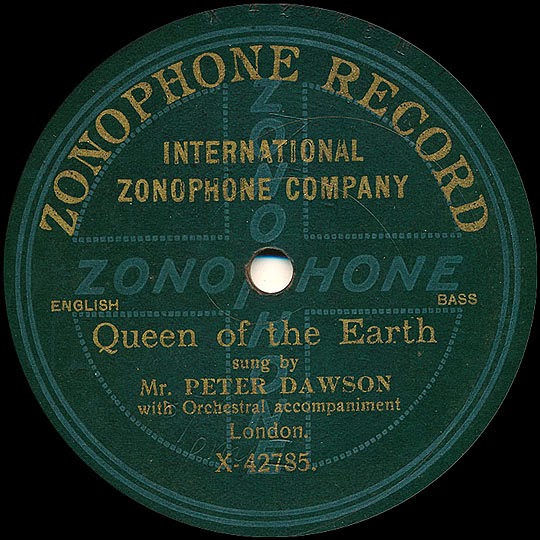 ZONOPHONE RECORD
INTERNATIONAL
ZONOPHONE COMPANY
ZONOPHONE
ZONOPHONE
ENGLISH
BASS
Queen of the Earth
sung by
Mr. PETER DAWSON
with Orchestral accompaniment
London.
X-42785.